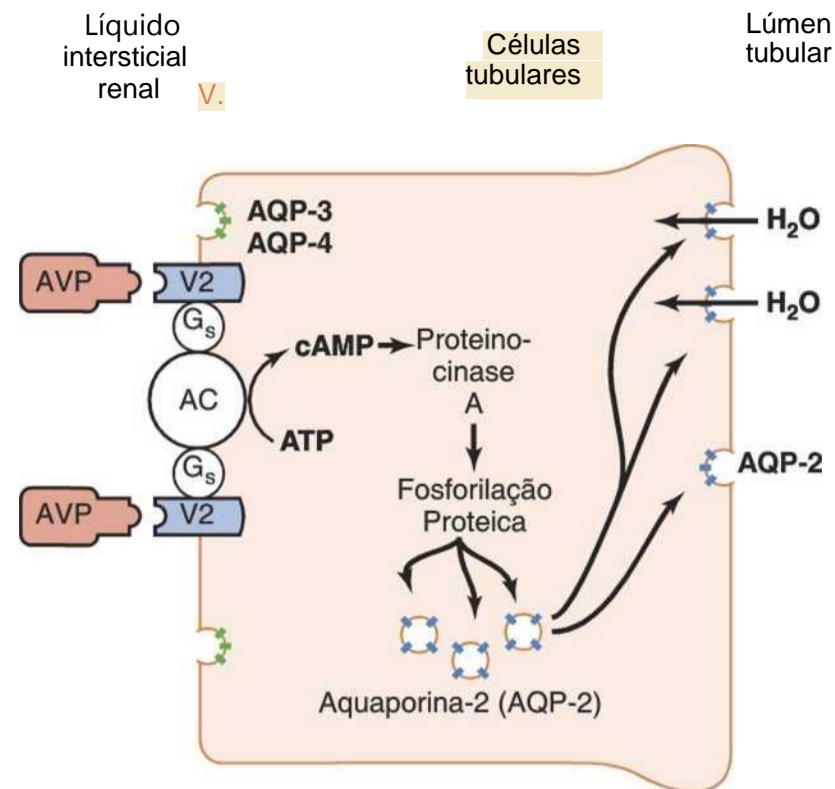 Líquido
intersticial
renal
V.
Células
tubulares
Lúmen
tubular
AQP-3
AQP-4
AVP
V2
Gs
AC
cAMP
ATP
Proteino-
cinase
A
Fosforilação
Proteica
Gs
AVP
V2
Aquaporina-2 (AQP-2)
H₂O
H₂O
AQP-2